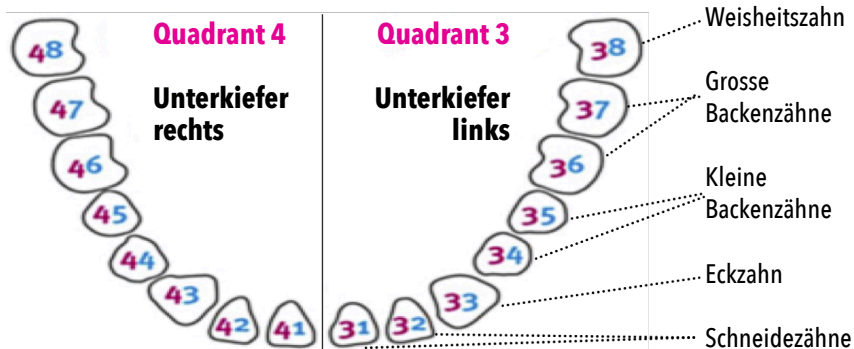 Quadrant 4
Quadrant 3
Unterkiefer
rechts
Unterkiefer
links
48
47
46
45
44
43
42
41
31
32
33
34
35
36
37
38
Weisheitszahn
Grosse
Backenzähne
Kleine
Backenzähne
Eckzahn
Schneidezähne